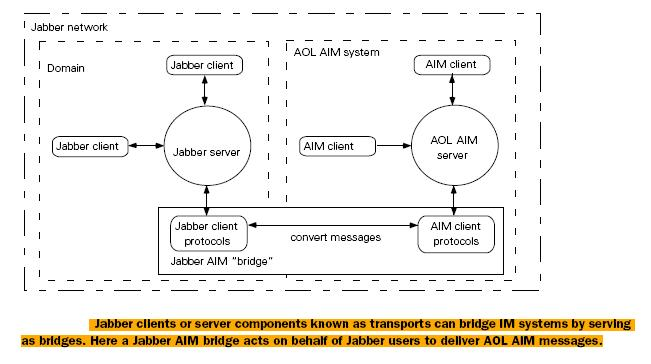 Jabber network
AOL AIM system
Domain
Jabber client
AIM client
Jabber client
Jabber server
AIM client
AOL AIM
server
Jabber client
protocols
convert messages
AIM client
protocols
Jabber AIM "bridge"
Jabber clients or server components known as transports can bridge IM systems by serving
as bridges. Here a Jabber AIM bridge acts on behalf of Jabber users to deliver AOL AIM messages.